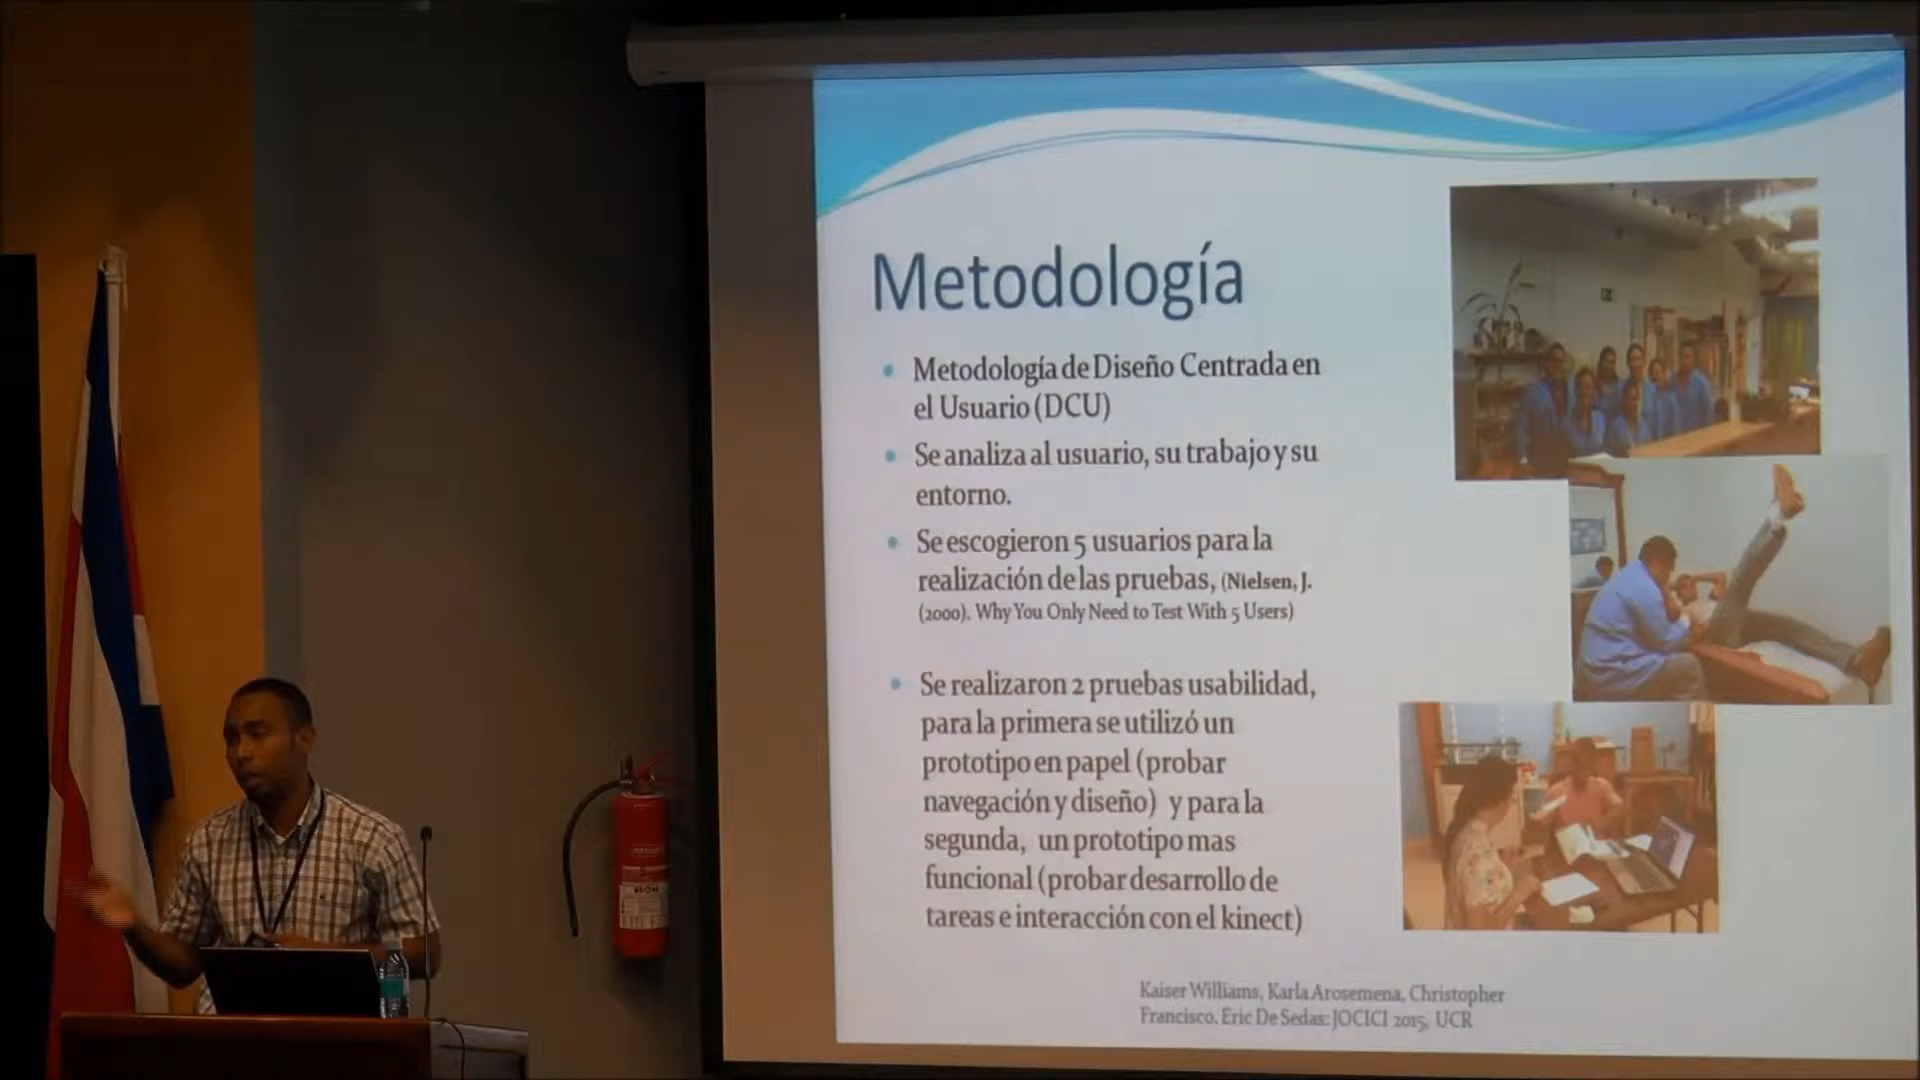 Metodología
• Metodología de Diseño Centrada en
el Usuario (DCU)
• Se analiza al usuario, su trabajo y su
entorno.
• Se escogieron 5 usuarios para la
realización de las pruebas, (Nielsen, J.
(2000). Why You Only Need to Test With 5 Users)
• Se realizaron 2 pruebas usabilidad,
para la primera se utilizó un
prototipo en papel (probar
navegación y diseño) y para la
segunda, un prototipo mas
funcional (probar desarrollo de
tareas e interacción con el kinect)
Kaiser Williams, Karla Arosemena, Christopher
Francisco. Eric De Sedas: JOCICI 2015, UCR